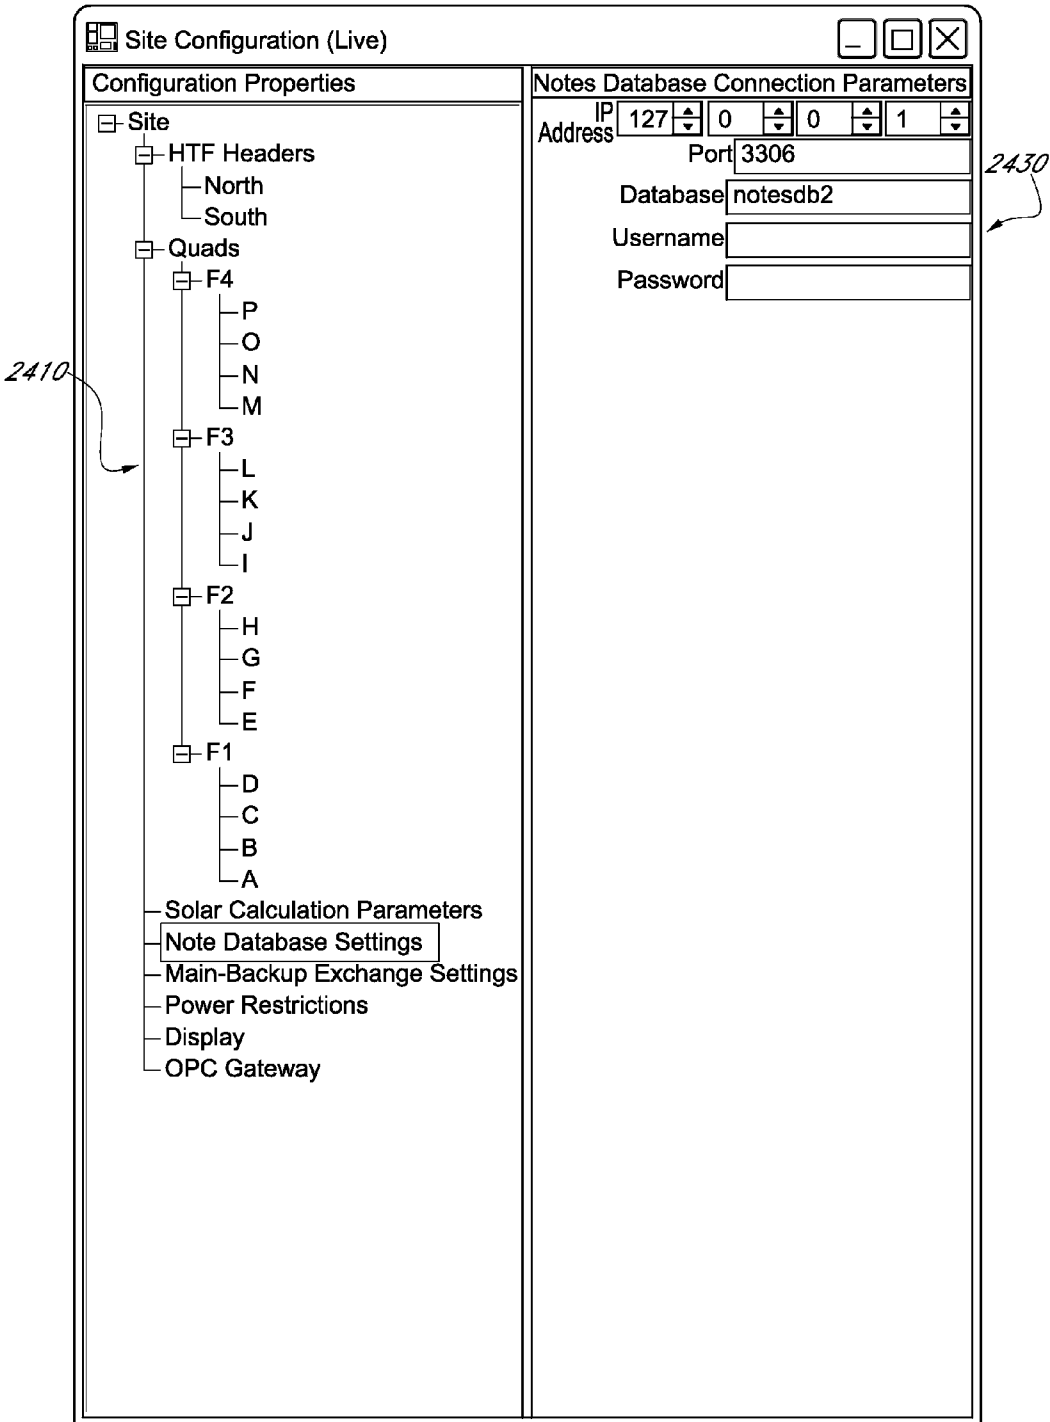 Site Configuration (Live)
Configuration Properties
Site
HTF Headers
North
South
Quads
F4
P
O
N
M
F3
L
K
J
I
F2
H
G
F
E
F1
D
C
B
A
Solar Calculation Parameters
Note Database Settings
Main-Backup Exchange Settings
Power Restrictions
Display
OPC Gateway
2410
Notes Database Connection Parameters
IP Address 127 0 0 1
Port 3306
Database notesdb2
Username
Password
2430